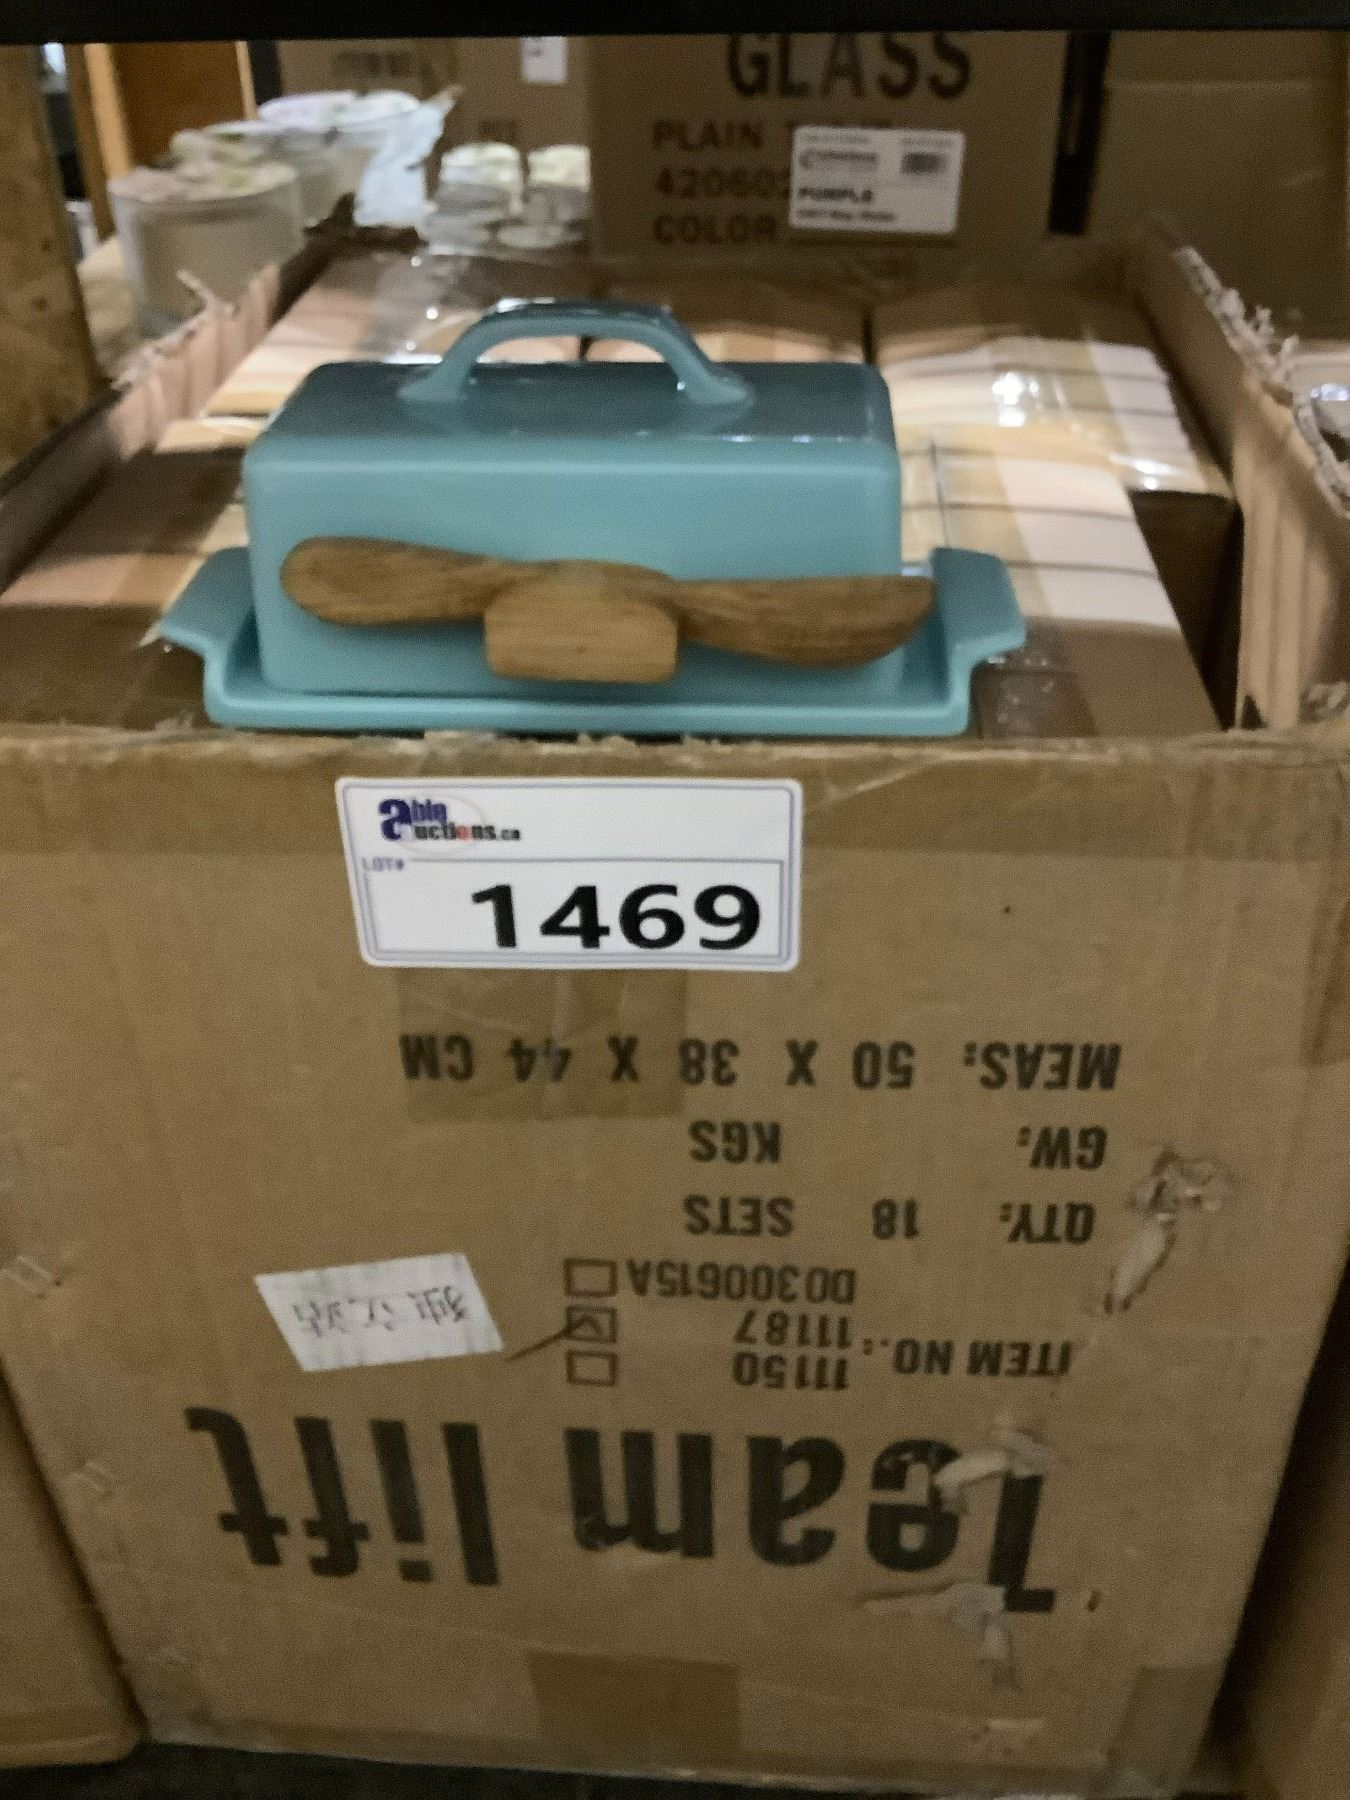 GLASS
PLAIN
COLOR
PURPLE
able
auctions.ca
LOT#
1469
MEAS: 50 X 38 X 44 CM
GW: KGS
QTY: 18 SETS
D0300615A
ITEM NO.: 11187
11150
Team lift